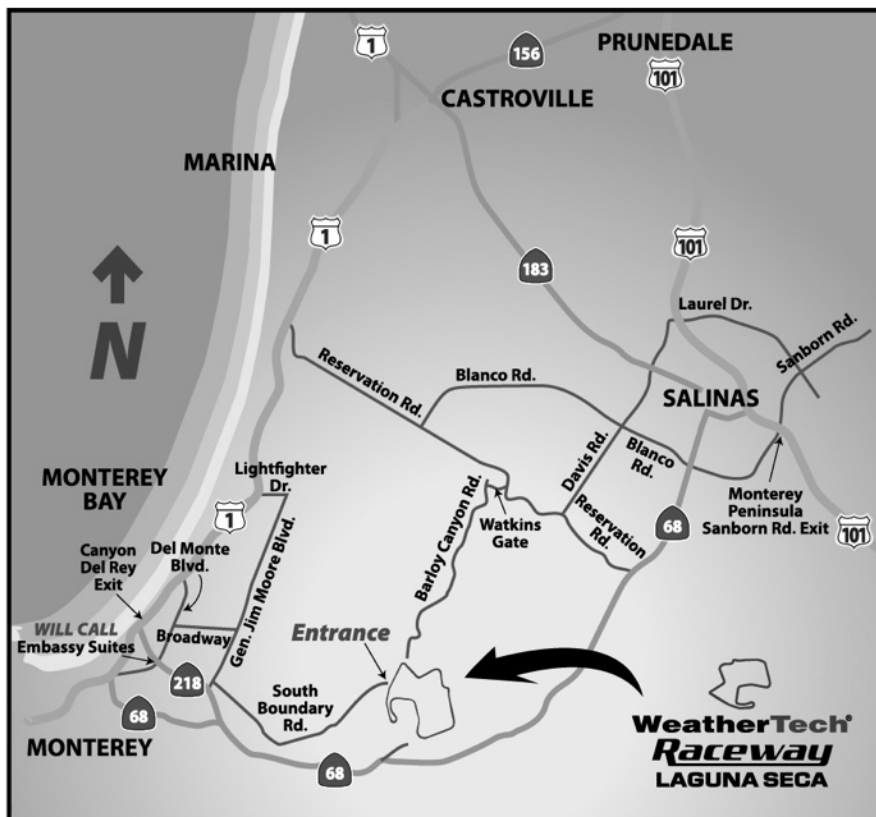 1
156
PRUNEDALE
101
CASTROVILLE
MARINA
1
101
183
N
Laurel Dr.
Sanborn Rd.
Reservation Rd.
Blanco Rd.
SALINAS
Davis Rd.
Blanco
Rd.
MONTEREY
BAY
Lightfighter
Dr.
1
Barloy Canyon Rd.
Watkins
Gate
Reservation
Rd.
68
Monterey
Peninsula
Sanborn Rd. Exit
101
Canyon
Del Rey
Exit
Del Monte
Blvd.
Gen. Jim Moore Blvd.
WILL CALL
Embassy Suites
Broadway
Entrance
218
South
Boundary
Rd.
68
MONTEREY
68
WeatherTech®
Raceway
LAGUNA SECA